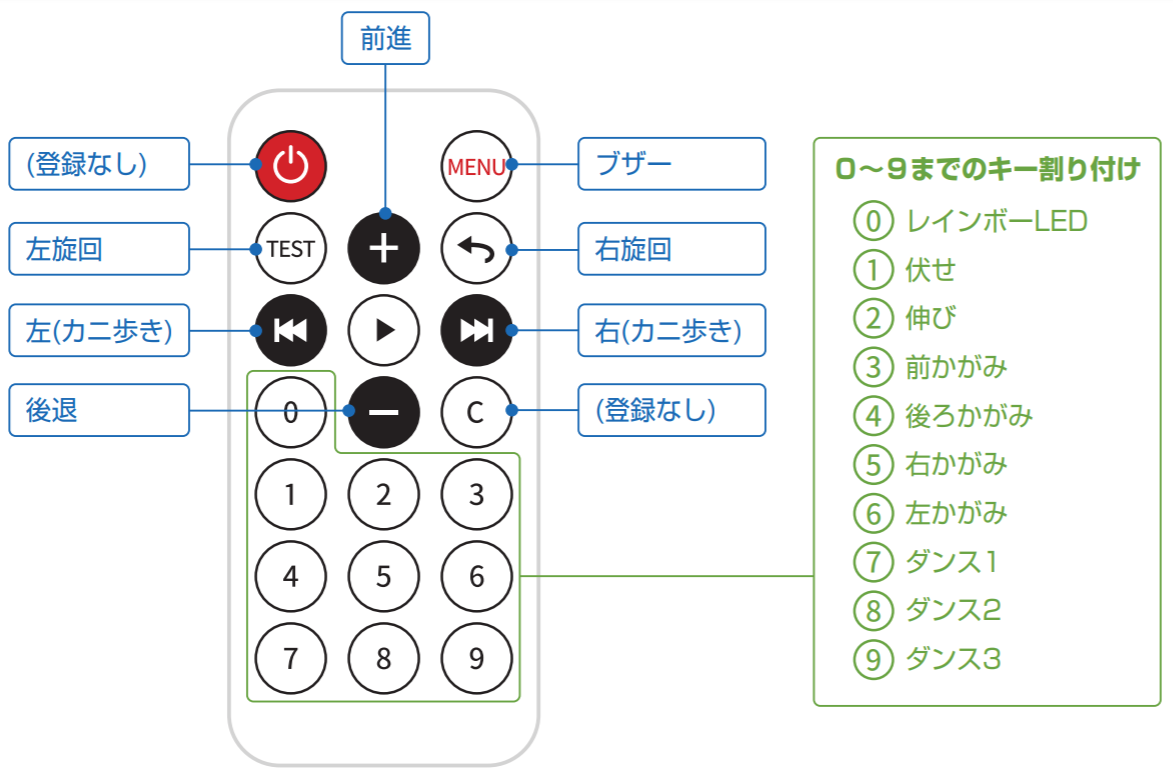 前進
(登録なし)
MENU
ブザー
左旋回
TEST
右旋回
左(カニ歩き)
右(カニ歩き)
後退
0
C
(登録なし)
1 2 3
4 5 6
7 8 9
0～9までのキー割り付け
0 レインボーLED
1 伏せ
2 伸び
3 前かがみ
4 後ろかがみ
5 右かがみ
6 左かがみ
7 ダンス1
8 ダンス2
9 ダンス3